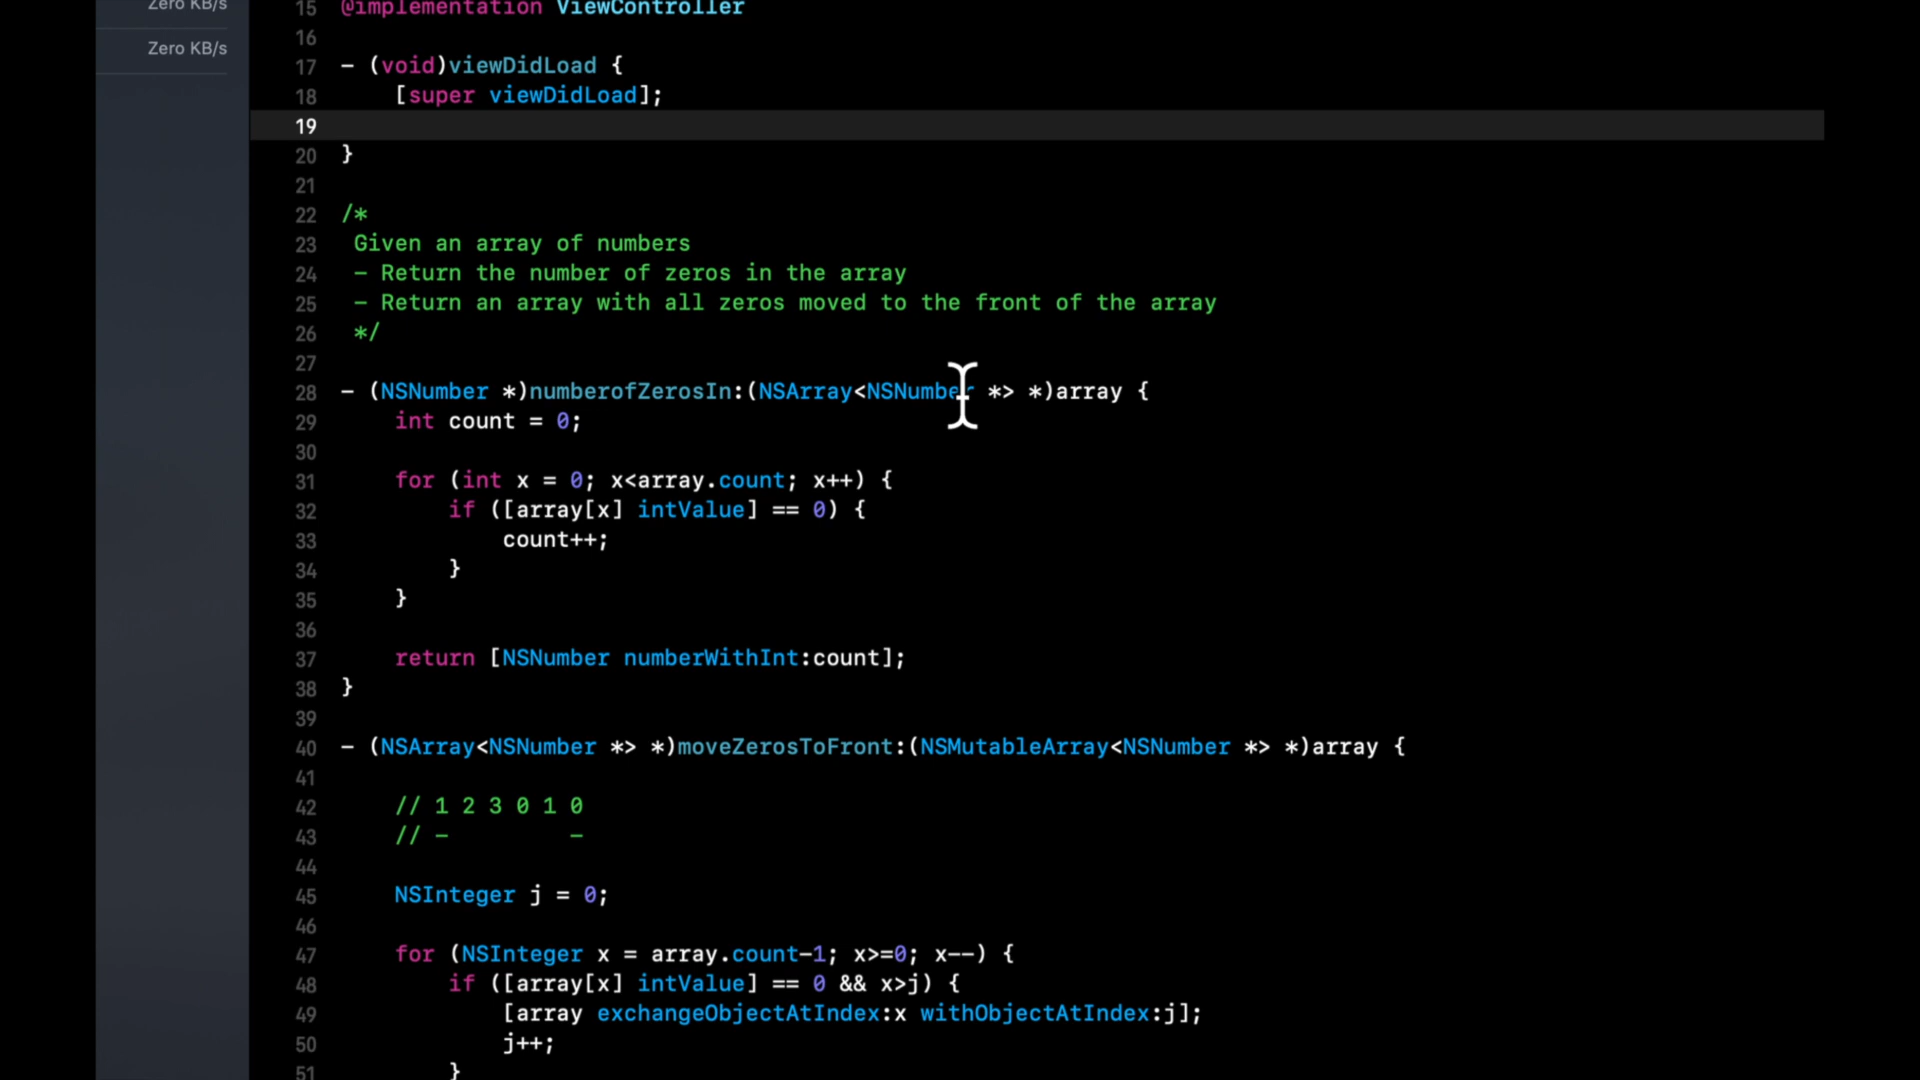 Zero KB/s
Zero KB/s
15 @implementation ViewController
16
17 - (void)viewDidLoad {
18 [super viewDidLoad];
19
20 }
21
22 /*
23 Given an array of numbers
24 - Return the number of zeros in the array
25 - Return an array with all zeros moved to the front of the array
26 */
27
28 - (NSNumber *)numberofZerosIn:(NSArray<NSNumber *> *)array {
29 int count = 0;
30
31 for (int x = 0; x<array.count; x++) {
32 if ([array[x] intValue] == 0) {
33 count++;
34 }
35 }
36
37 return [NSNumber numberWithInt:count];
38 }
39
40 - (NSArray<NSNumber *> *)moveZerosToFront:(NSMutableArray<NSNumber *> *)array {
41
42 // 1 2 3 0 1 0
43 // - -
44
45 NSInteger j = 0;
46
47 for (NSInteger x = array.count-1; x>=0; x--) {
48 if ([array[x] intValue] == 0 && x>j) {
49 [array exchangeObjectAtIndex:x withObjectAtIndex:j];
50 j++;
51 }